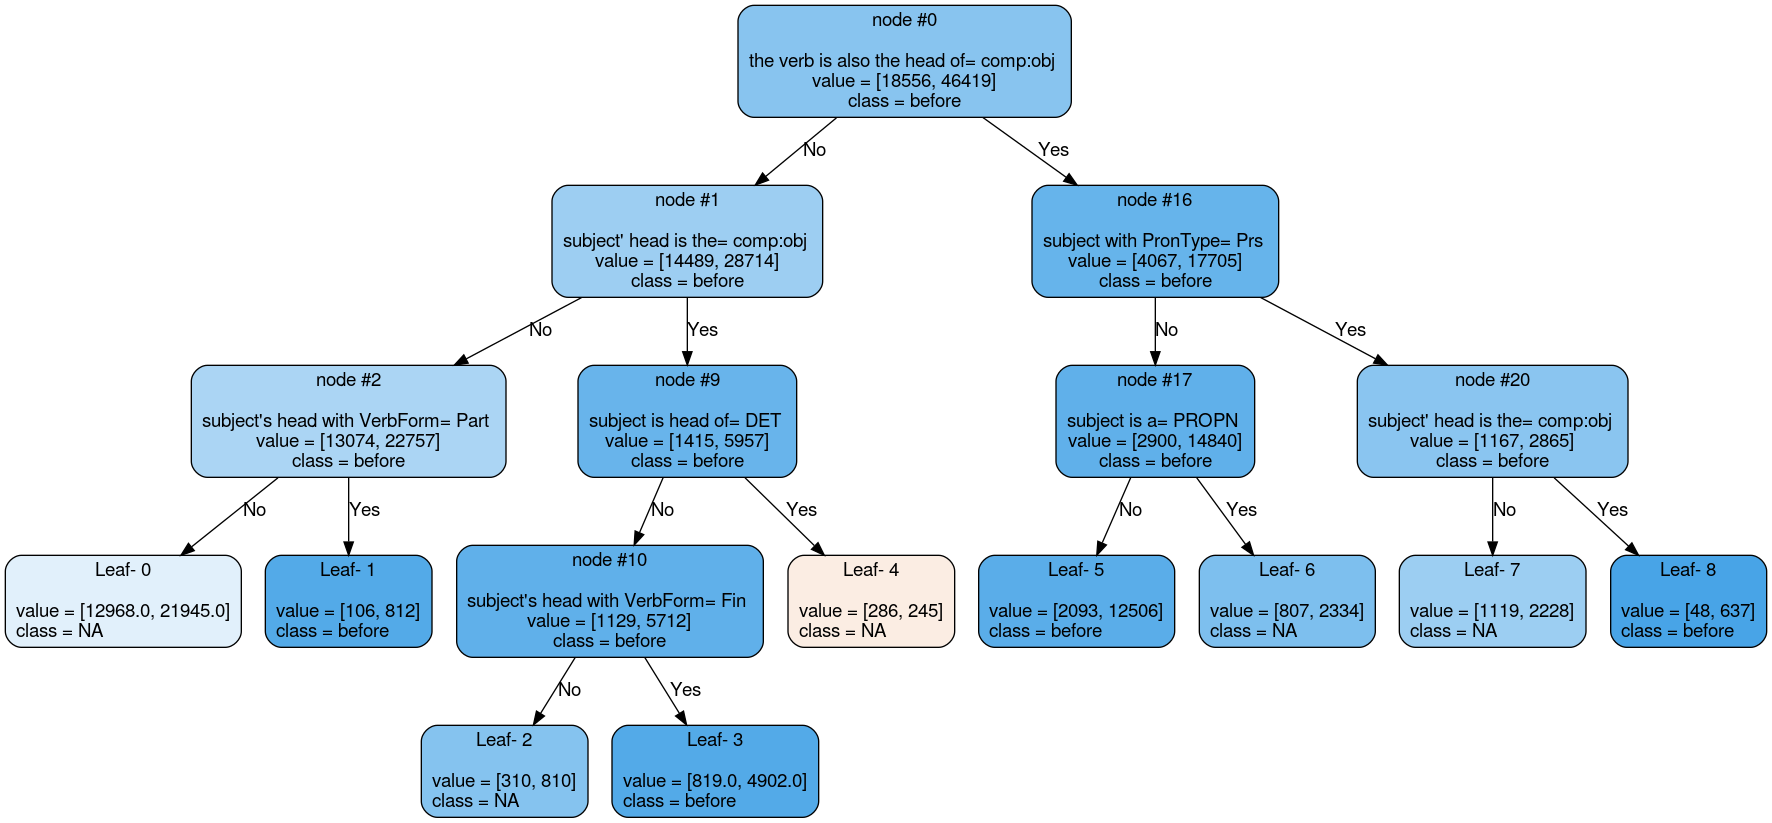 node #0
the verb is also the head of= comp:obj
value = [18556, 46419]
class = before
No
Yes
node #1
subject' head is the= comp:obj
value = [14489, 28714]
class = before
node #16
subject with PronType= Prs
value = [4067, 17705]
class = before
No
Yes
No
Yes
node #2
subject's head with VerbForm= Part
value = [13074, 22757]
class = before
node #9
subject is head of= DET
value = [1415, 5957]
class = before
node #17
subject is a= PROPN
value = [2900, 14840]
class = before
node #20
subject' head is the= comp:obj
value = [1167, 2865]
class = before
No
Yes
No
Yes
No
Yes
No
Yes
Leaf- 0
value = [12968.0, 21945.0]
class = NA
Leaf- 1
value = [106, 812]
class = before
node #10
subject's head with VerbForm= Fin
value = [1129, 5712]
class = before
Leaf- 4
value = [286, 245]
class = NA
Leaf- 5
value = [2093, 12506]
class = before
Leaf- 6
value = [807, 2334]
class = NA
Leaf- 7
value = [1119, 2228]
class = NA
Leaf- 8
value = [48, 637]
class = before
No
Yes
Leaf- 2
value = [310, 810]
class = NA
Leaf- 3
value = [819.0, 4902.0]
class = before